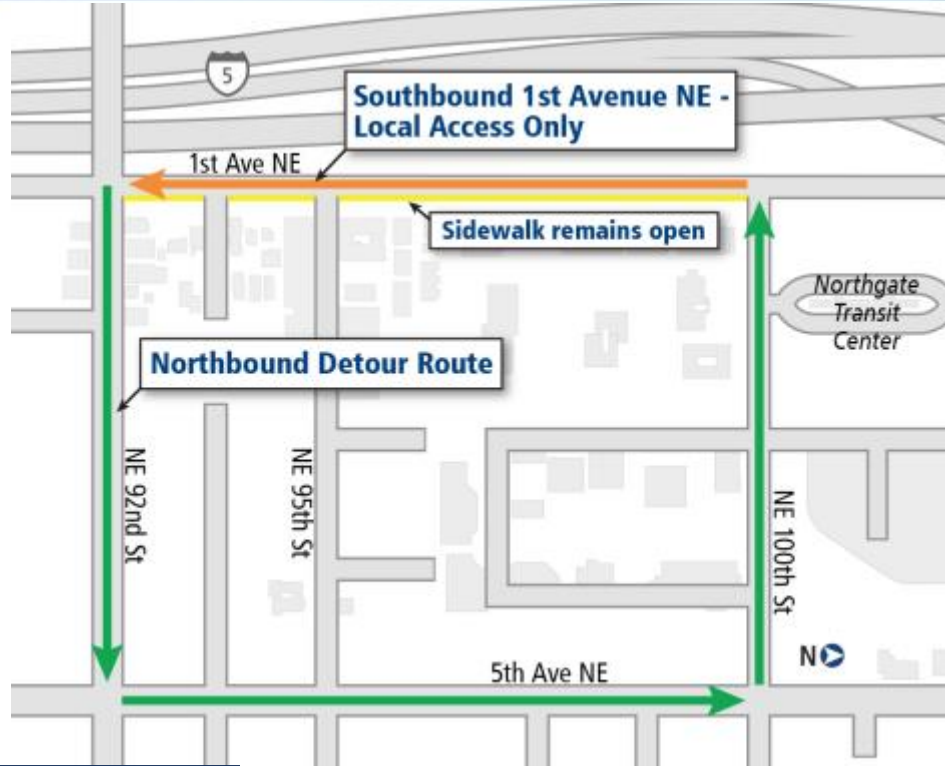 5
Southbound 1st Avenue NE -
Local Access Only
1st Ave NE
Sidewalk remains open
Northgate
Transit
Center
Northbound Detour Route
NE 92nd St
NE 95th St
NE 100th St
N
5th Ave NE